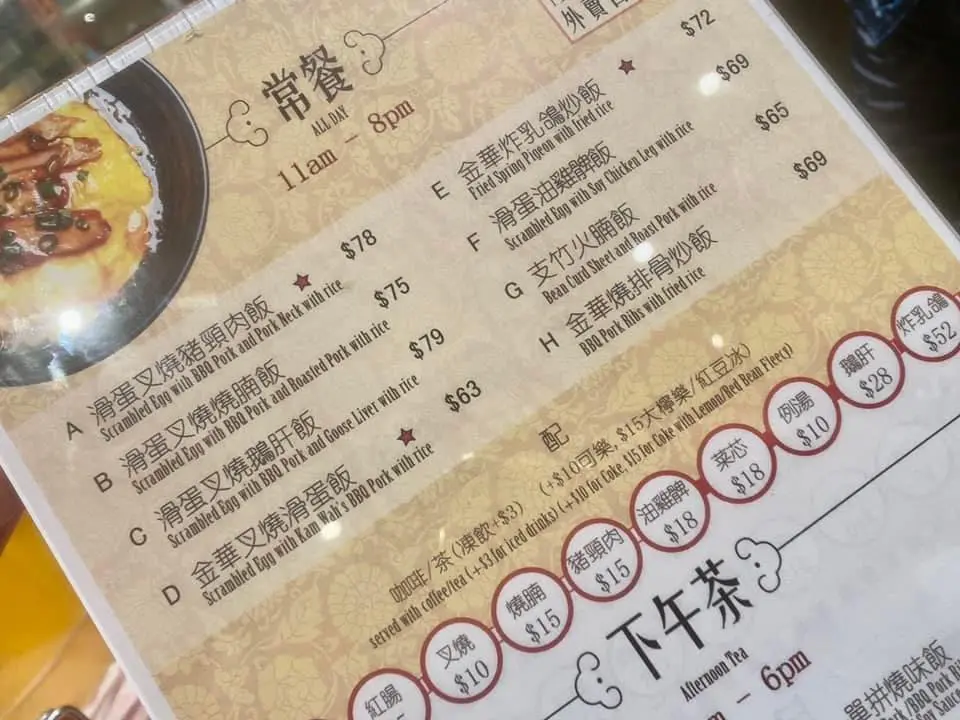 外賣
常餐
ALL DAY
11am – 8pm
A 滑蛋叉燒豬頸肉飯 $78
Scrambled Egg with BBQ Pork and Pork Neck with rice
B 滑蛋叉燒燒腩飯 $75
Scrambled Egg with BBQ Pork and Roasted Pork with rice
C 滑蛋叉燒鵝肝飯 $79
Scrambled Egg with BBQ Pork and Goose Liver with rice
D 金華叉燒滑蛋飯 $63
Scrambled Egg with Kam Wah's BBQ Pork with rice
E 金華炸乳鴿炒飯 $72
Fried Spring Pigeon with fried rice
F 滑蛋油雞髀飯 $69
Scrambled Egg with Soy Chicken Leg with rice
G 支竹火腩飯 $65
Bean Curd Sheet and Roast Pork with rice
H 金華燒排骨炒飯 $69
BBQ Pork Ribs with fried rice
配
咖啡/茶 (凍飲+$3) (+$10可樂, $15大檸樂/紅豆冰)
served with coffee/tea (+$3 for iced drinks) (+$10 for Coke, $15 for Coke with Lemon/Red Bean Fleecy)
紅腸
叉燒 $10
燒腩 $15
豬頸肉 $15
油雞髀 $18
菜芯 $18
例湯 $10
鵝肝 $28
炸乳鴿 $52
下午茶
Afternoon Tea
– 6pm
單拼燒味飯